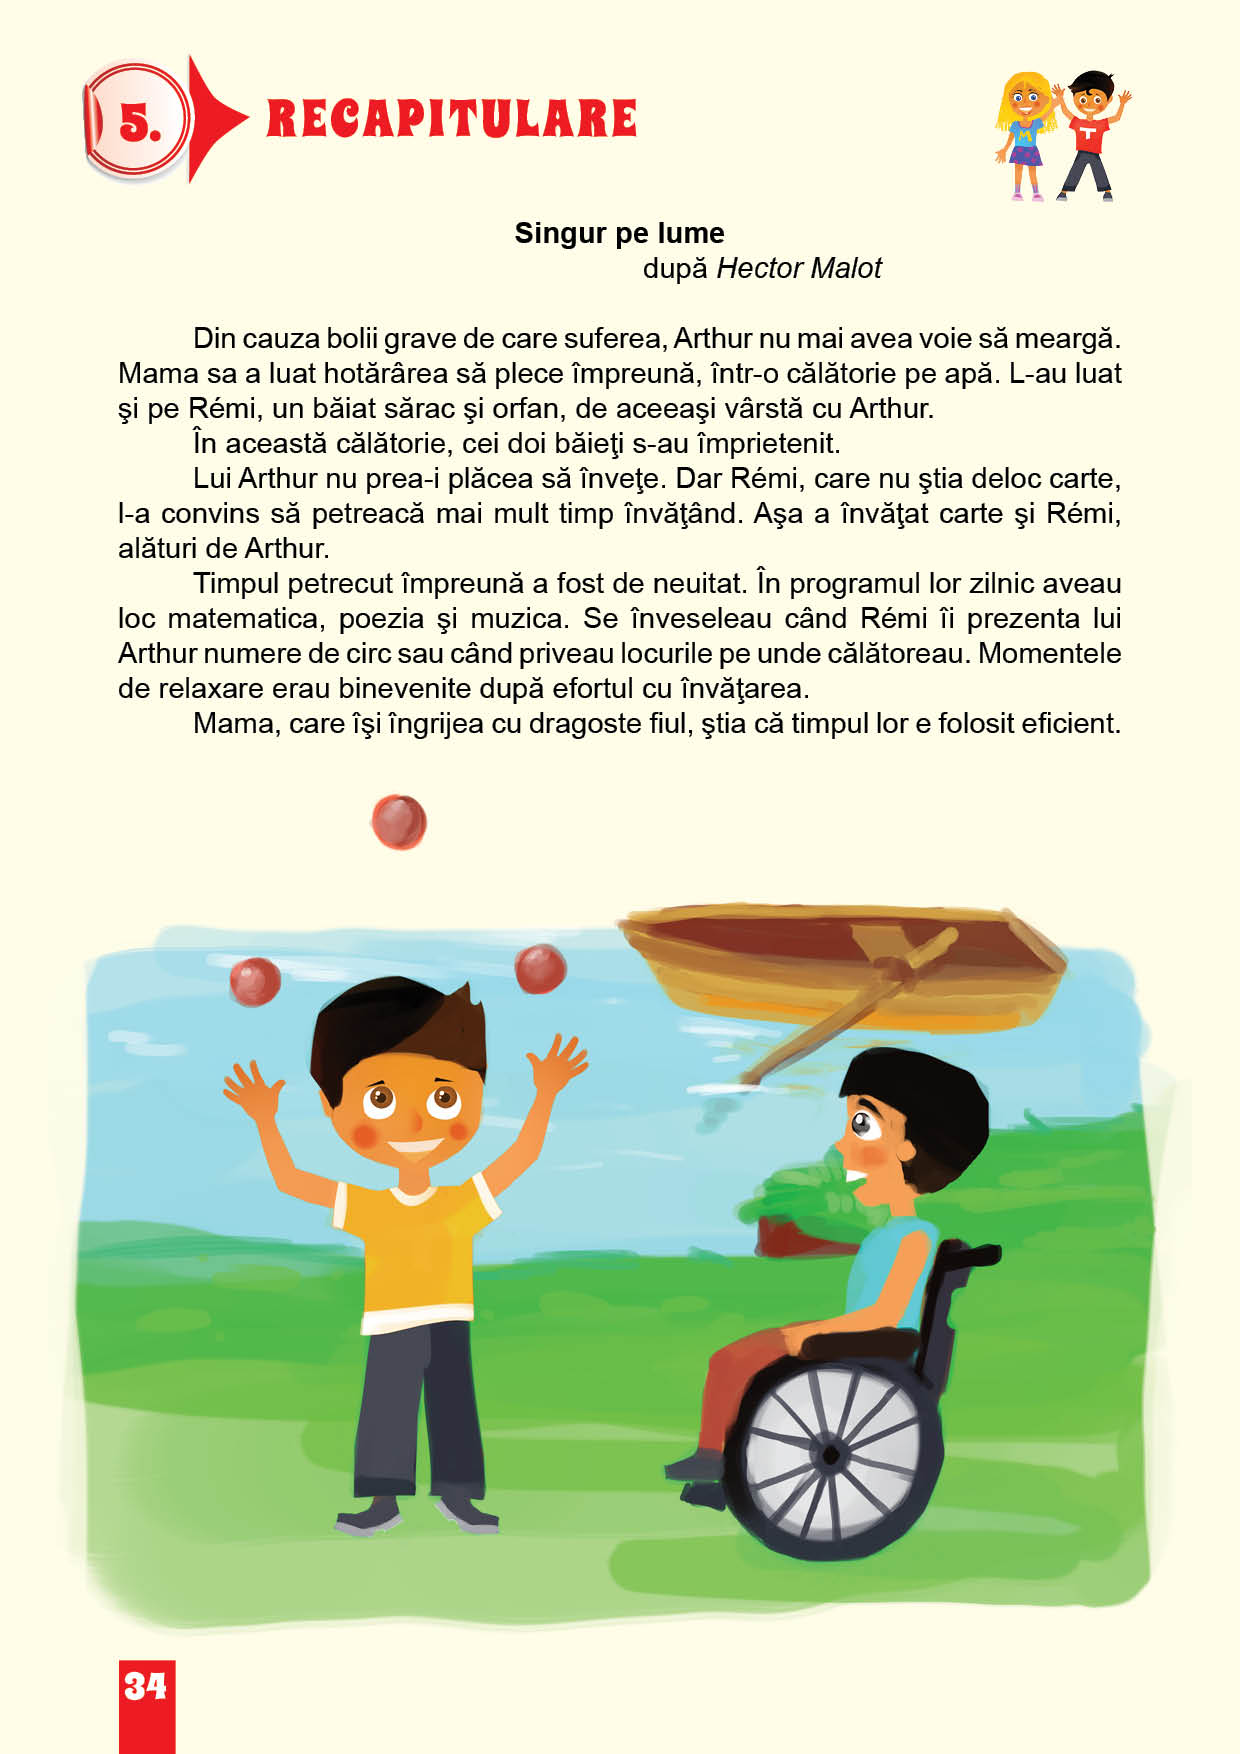 5.
RECAPITULARE
M
T
Singur pe lume
după Hector Malot
Din cauza bolii grave de care suferea, Arthur nu mai avea voie să meargă.
Mama sa a luat hotărârea să plece împreună, într-o călătorie pe apă. L-au luat
şi pe Rémi, un băiat sărac şi orfan, de aceeaşi vârstă cu Arthur.
În această călătorie, cei doi băieţi s-au împrietenit.
Lui Arthur nu prea-i plăcea să înveţe. Dar Rémi, care nu ştia deloc carte,
l-a convins să petreacă mai mult timp învăţând. Aşa a învăţat carte şi Rémi,
alături de Arthur.
Timpul petrecut împreună a fost de neuitat. În programul lor zilnic aveau
loc matematica, poezia şi muzica. Se înveseleau când Rémi îi prezenta lui
Arthur numere de circ sau când priveau locurile pe unde călătoreau. Momentele
de relaxare erau binevenite după efortul cu învăţarea.
Mama, care îşi îngrijea cu dragoste fiul, ştia că timpul lor e folosit eficient.
34